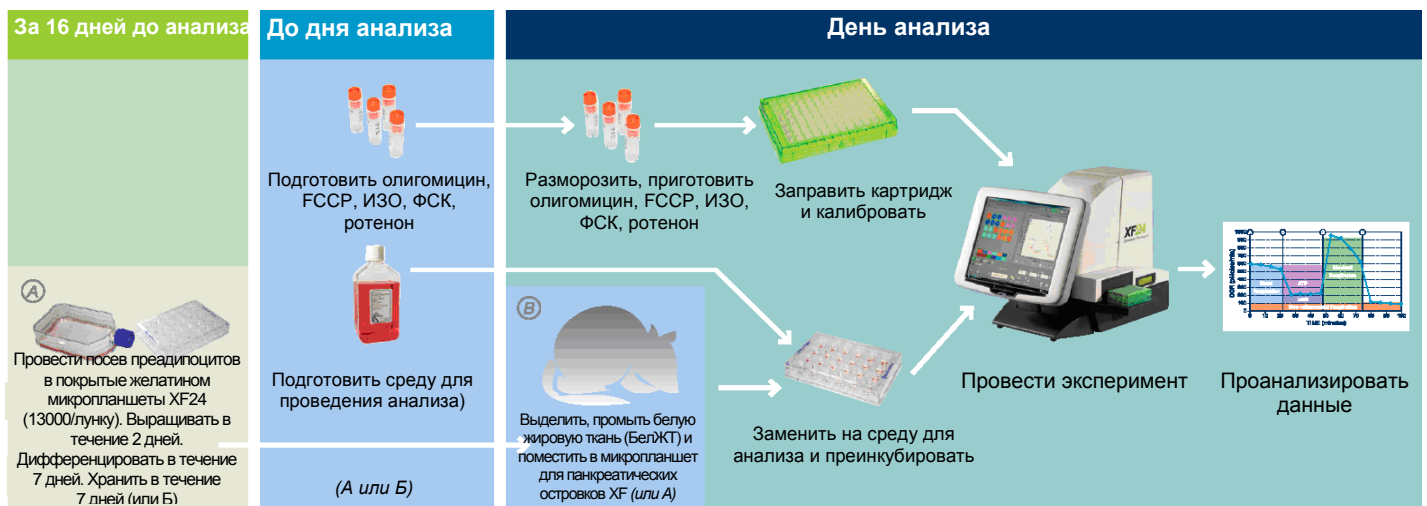 За 16 дней до анализа
До дня анализа
День анализа
Подготовить олигомицин,
FCCP, ИЗО, ФСК,
ротенон
Разморозить, приготовить
олигомицин, FCCP, ИЗО,
ФСК, ротенон
Заправить картридж
и калибровать
XF24
A
Провести посев преадипоцитов
в покрытые желатином
микропланшеты XF24
(13000/лунку). Выращивать в
течение 2 дней.
Дифференцировать в течение
7 дней. Хранить в течение
7 дней (или Б)
Подготовить среду для
проведения анализа)
(А или Б)
B
Выделить, промыть белую
жировую ткань (БелЖТ) и
поместить в микропланшет
для панкреатических
островков XF (или А)
Заменить на среду для
анализа и преинкубировать
Провести эксперимент
Проанализировать
данные
TIME (minutes)